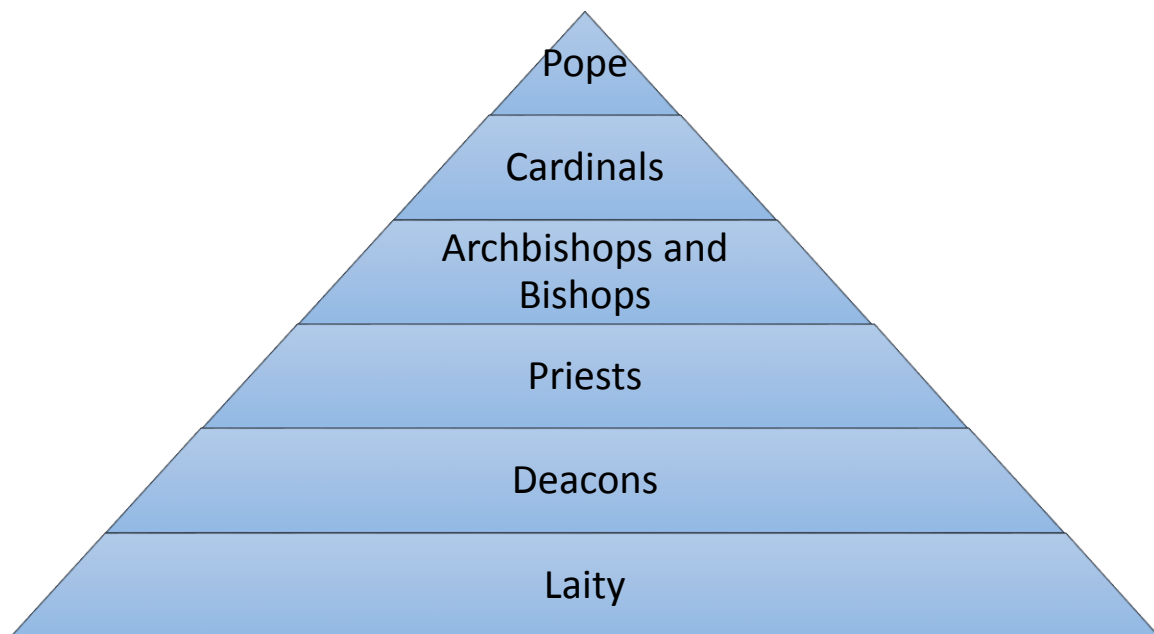 Pope
Cardinals
Archbishops and
Bishops
Priests
Deacons
Laity